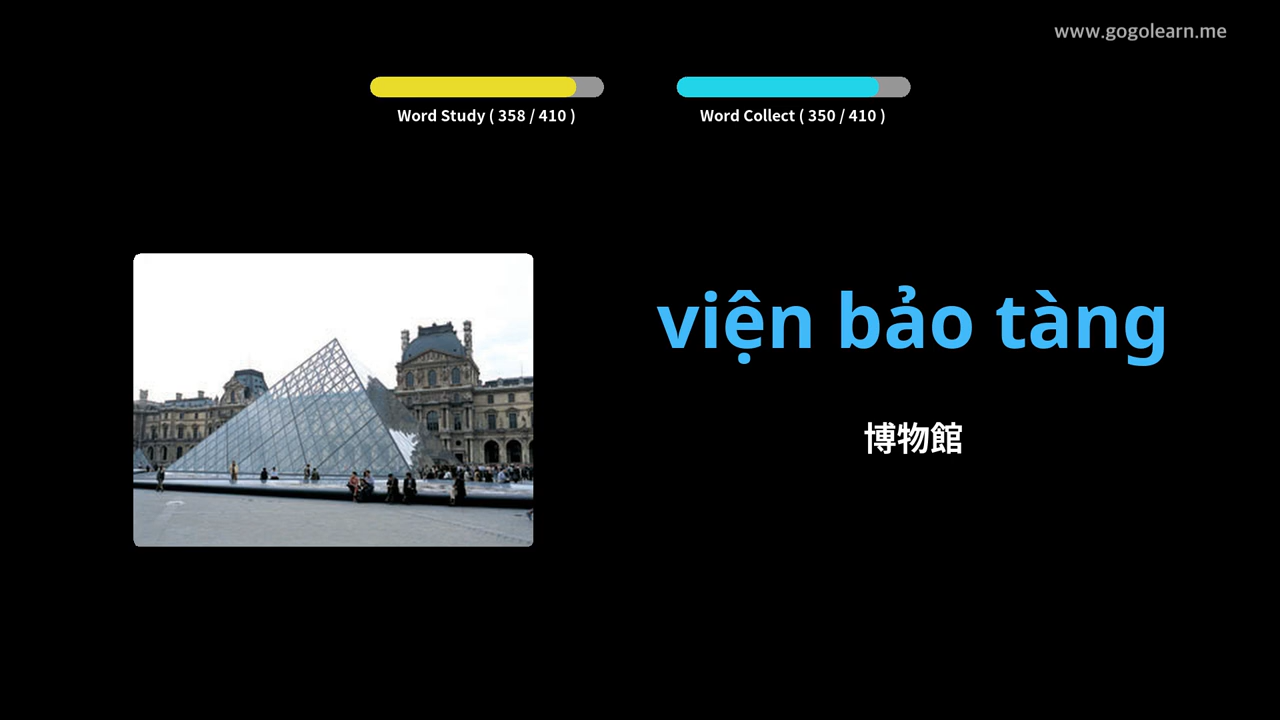 www.gogolearn.me
Word Study ( 358 / 410 )
Word Collect ( 350 / 410 )
viện bảo tàng
博物館